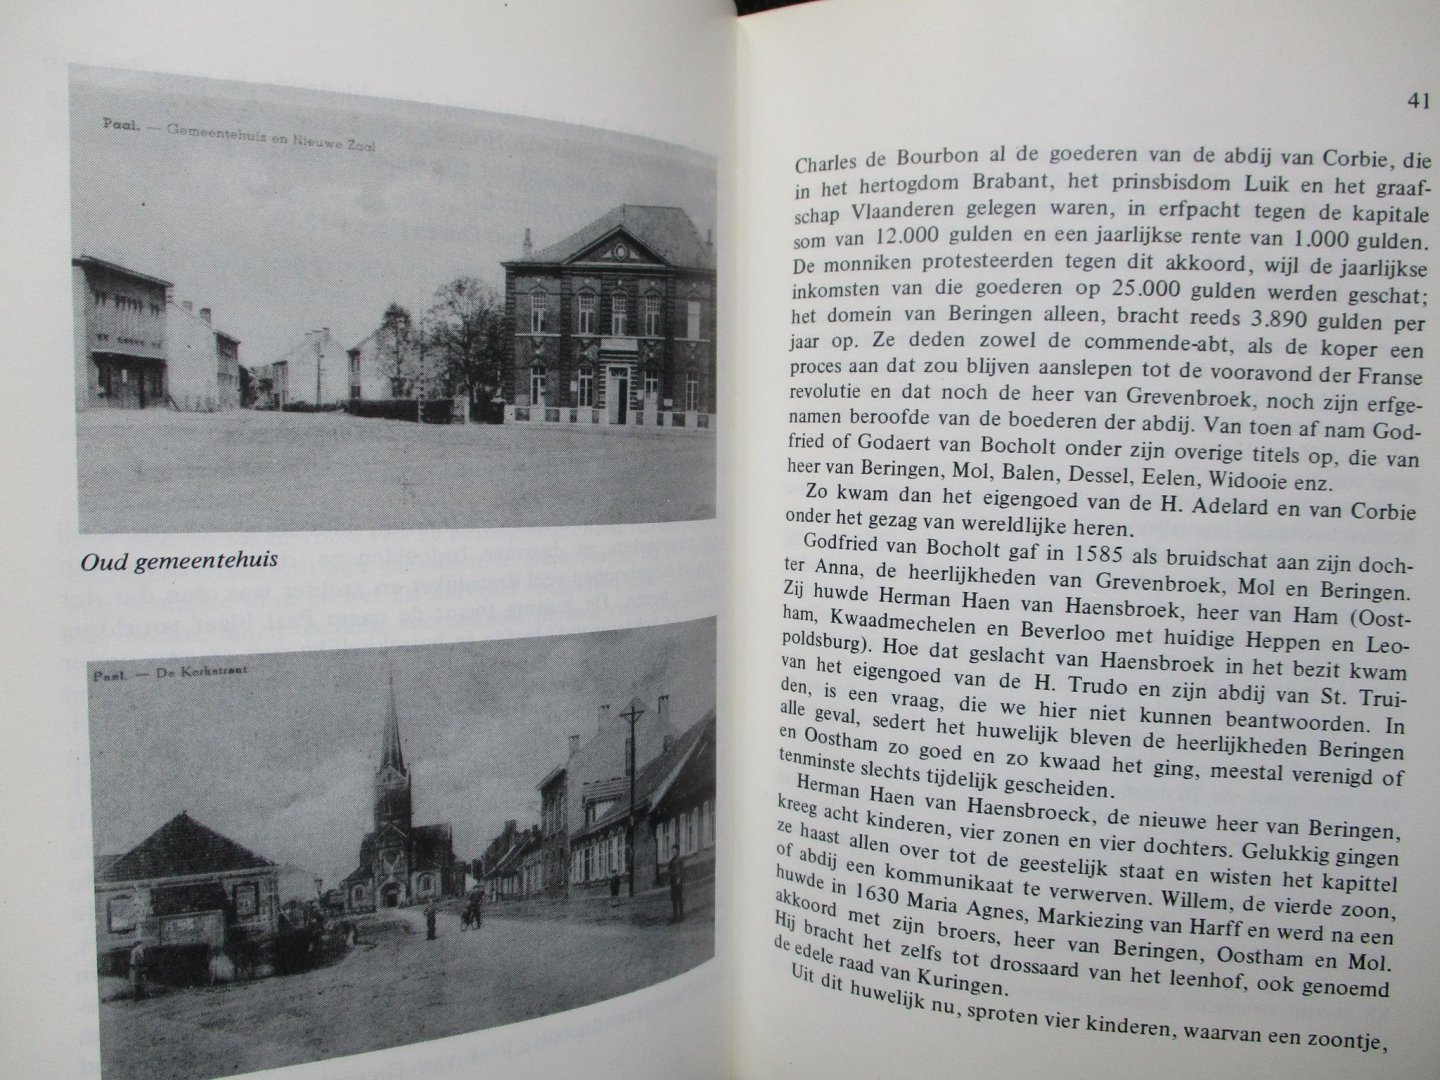 Paal. — Gemeentehuis en Nieuwe Zaal
Oud gemeentehuis
Paal. — De Kerkstraat
41
Charles de Bourbon al de goederen van de abdij van Corbie, die
in het hertogdom Brabant, het prinsbisdom Luik en het graaf-
schap Vlaanderen gelegen waren, in erfpacht tegen de kapitale
som van 12.000 gulden en een jaarlijkse rente van 1.000 gulden.
De monniken protesteerden tegen dit akkoord, wijl de jaarlijkse
inkomsten van die goederen op 25.000 gulden werden geschat;
het domein van Beringen alleen, bracht reeds 3.890 gulden per
jaar op. Ze deden zowel de commende-abt, als de koper een
proces aan dat zou blijven aanslepen tot de vooravond der Franse
revolutie en dat noch de heer van Grevenbroek, noch zijn erfge-
namen beroofde van de boederen der abdij. Van toen af nam God-
fried of Godaert van Bocholt onder zijn overige titels op, die van
heer van Beringen, Mol, Balen, Dessel, Eelen, Widooie enz.
Zo kwam dan het eigengoed van de H. Adelard en van Corbie
onder het gezag van wereldlijke heren.
Godfried van Bocholt gaf in 1585 als bruidschat aan zijn doch-
ter Anna, de heerlijkheden van Grevenbroek, Mol en Beringen.
Zij huwde Herman Haen van Haensbroek, heer van Ham (Oost-
ham, Kwaadmechelen en Beverloo met huidige Heppen en Leo-
poldsburg). Hoe dat geslacht van Haensbroek in het bezit kwam
van het eigengoed van de H. Trudo en zijn abdij van St. Trui-
den, is een vraag, die we hier niet kunnen beantwoorden. In
alle geval, sedert het huwelijk bleven de heerlijkheden Beringen
en Oostham zo goed en zo kwaad het ging, meestal verenigd of
tenminste slechts tijdelijk gescheiden.
Herman Haen van Haensbroeck, de nieuwe heer van Beringen,
kreeg acht kinderen, vier zonen en vier dochters. Gelukkig gingen
ze haast allen over tot de geestelijk staat en wisten het kapittel
of abdij een kommunikaat te verwerven. Willem, de vierde zoon,
huwde in 1630 Maria Agnes, Markiezing van Harff en werd na een
akkoord met zijn broers, heer van Beringen, Oostham en Mol.
Hij bracht het zelfs tot drossaard van het leenhof, ook genoemd
de edele raad van Kuringen.
Uit dit huwelijk nu, sproten vier kinderen, waarvan een zoontje,